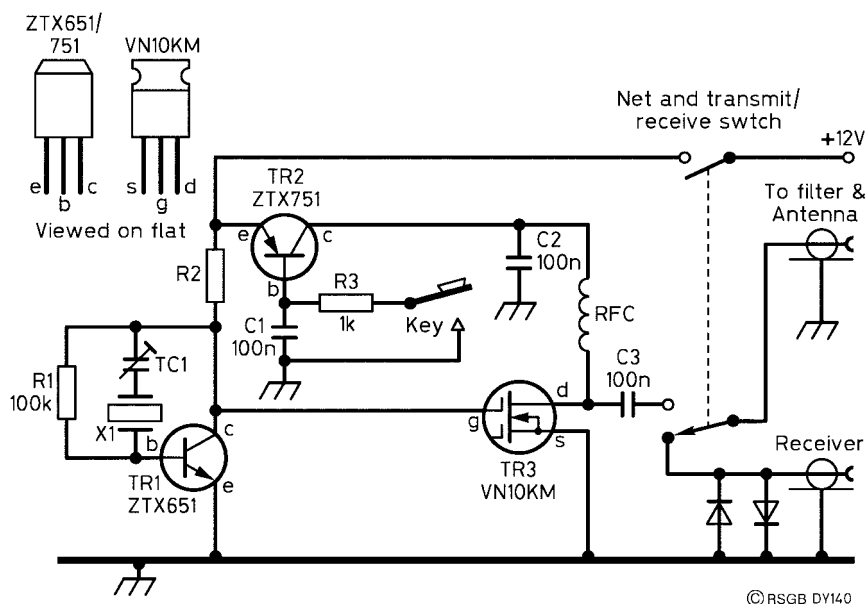 ZTX651/
751
VN10KM
e
b
c
s
g
d
Viewed on flat
Net and transmit/
receive swtch
+12V
To filter &
Antenna
TR2
ZTX751
e
c
b
R2
R3
1k
Key
C1
100n
C2
100n
RFC
C3
100n
TC1
R1
100k
X1
b
c
e
TR1
ZTX651
g
d
s
TR3
VN10KM
Receiver
© RSGB DY140